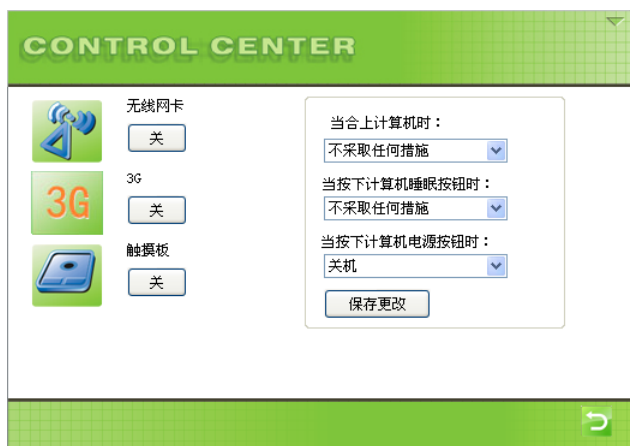 CONTROL CENTER
无线网卡
关
3G
3G
关
触摸板
关
当合上计算机时：
不采取任何措施
当按下计算机睡眠按钮时：
不采取任何措施
当按下计算机电源按钮时：
关机
保存更改